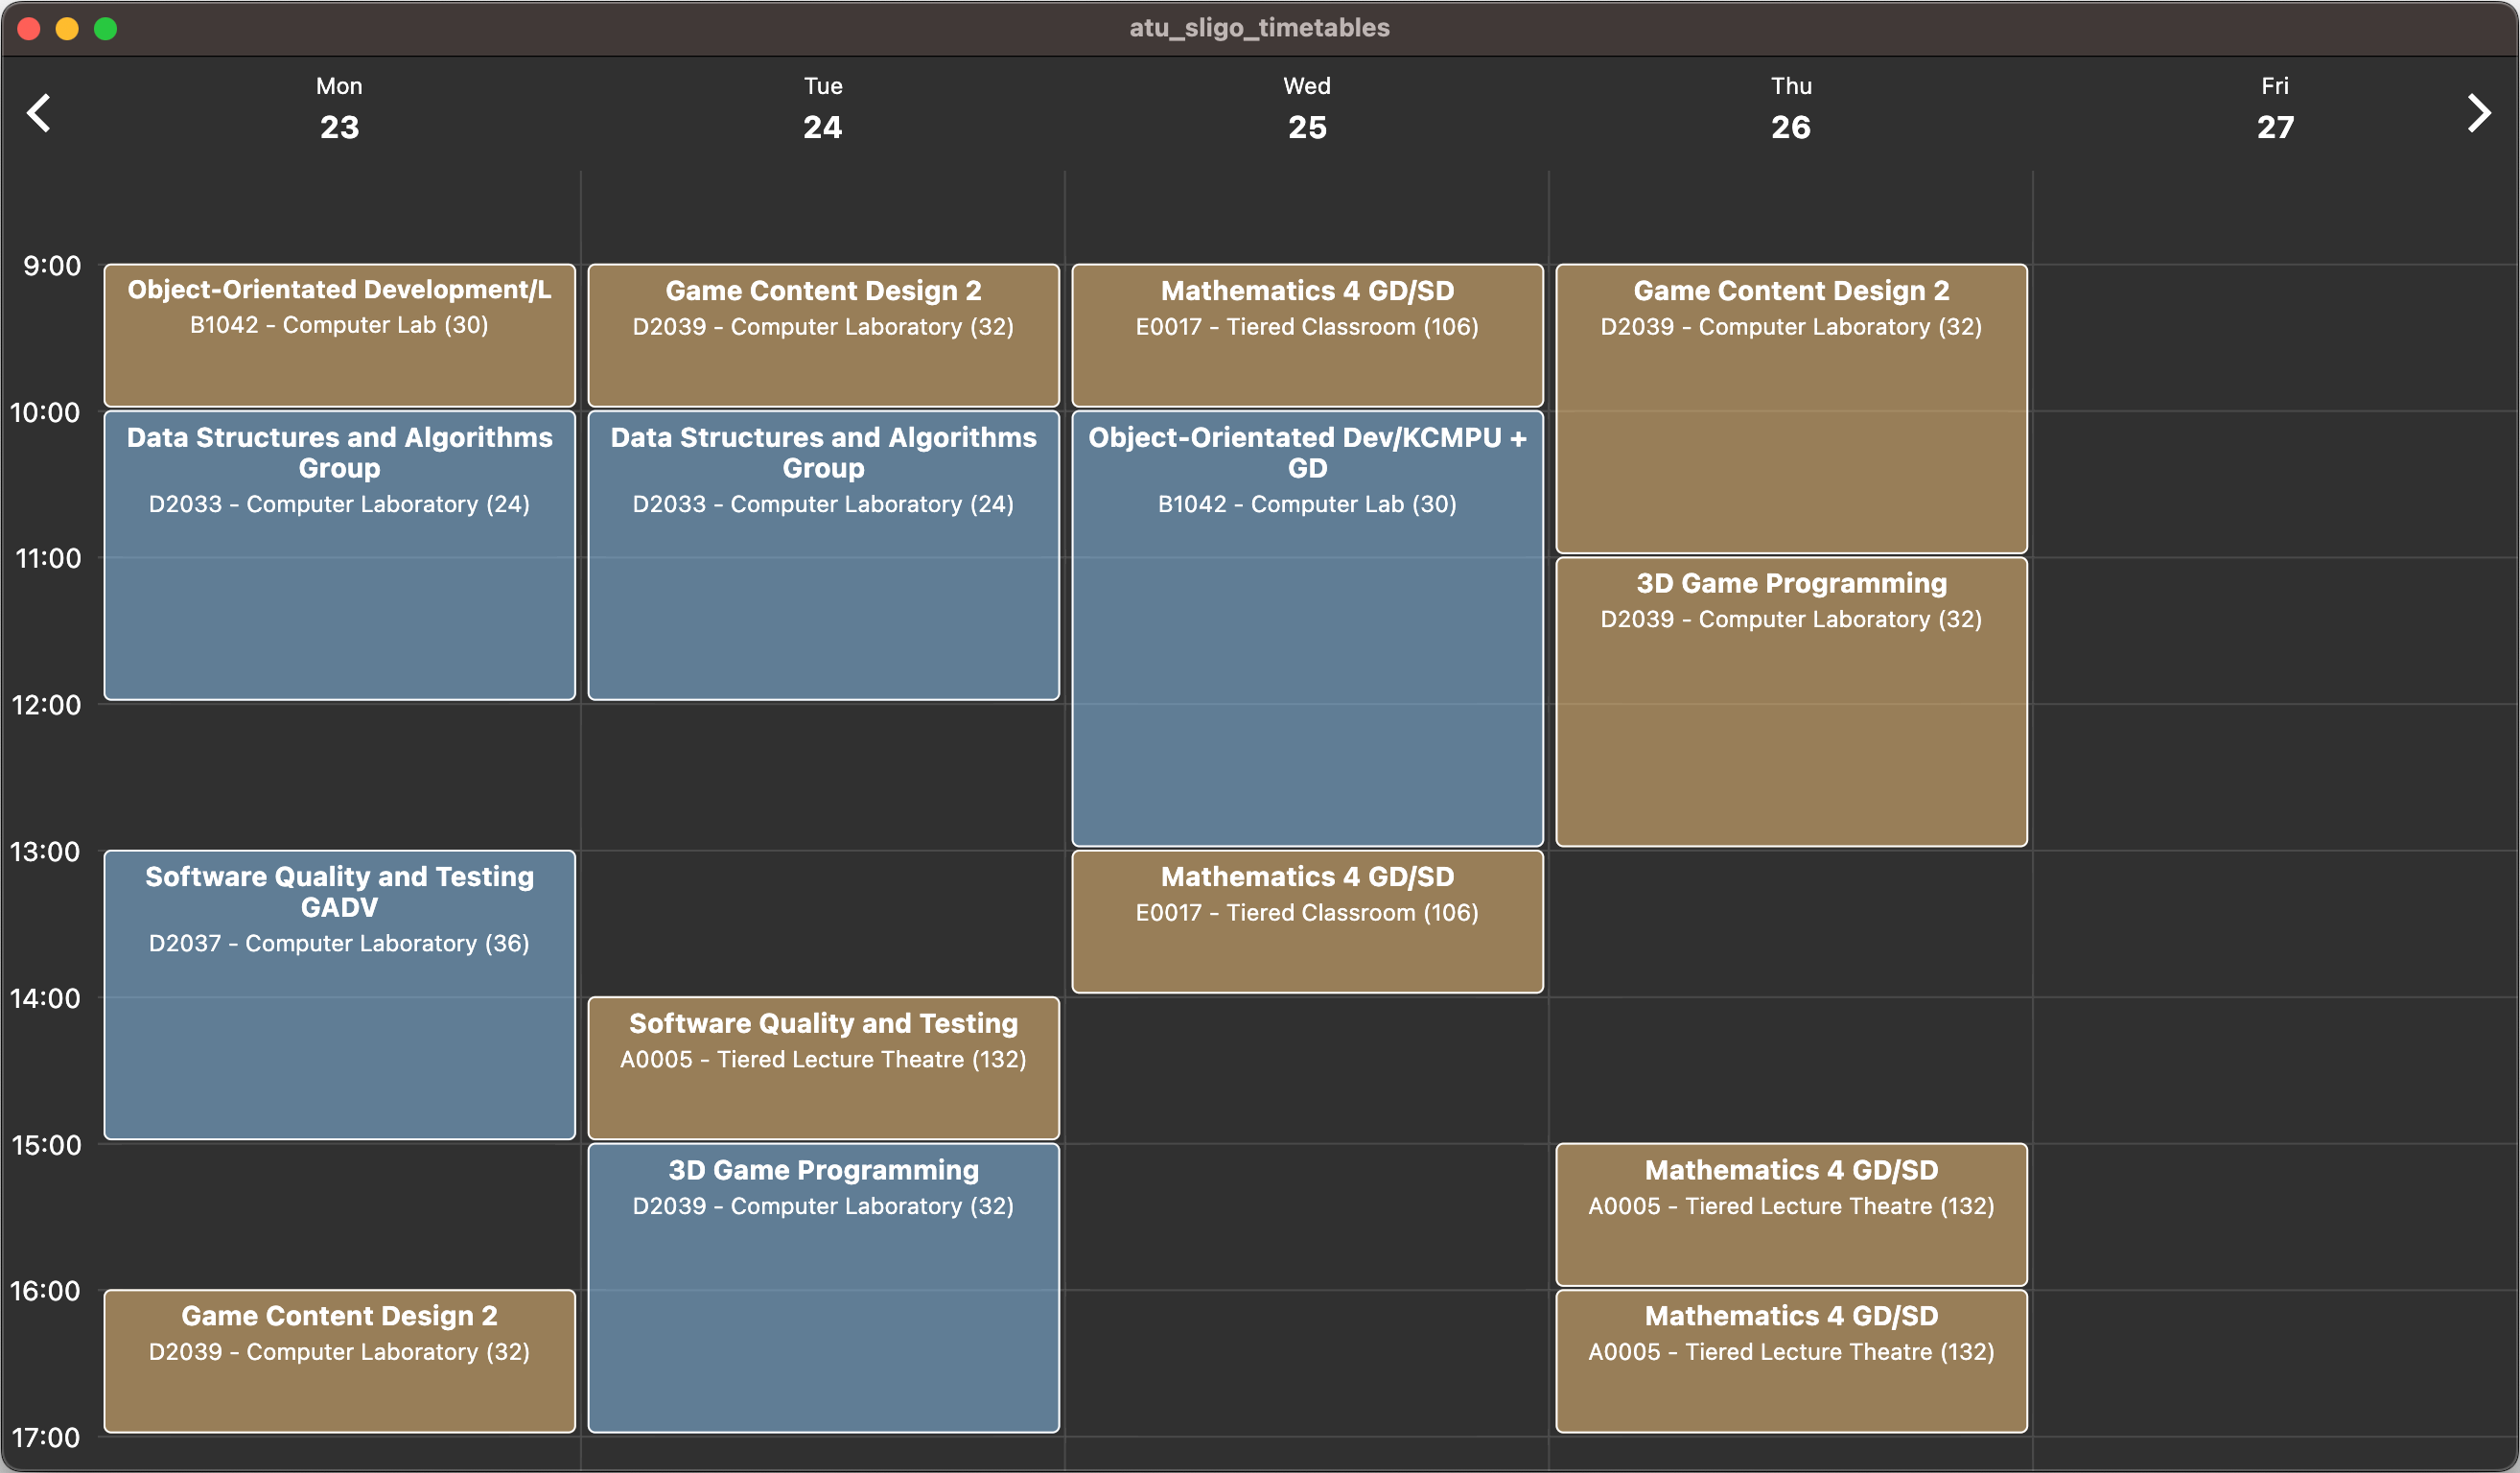 atu_sligo_timetables
Mon
23
Tue
24
Wed
25
Thu
26
Fri
27
9:00
Object-Orientated Development/L
B1042 - Computer Lab (30)
Game Content Design 2
D2039 - Computer Laboratory (32)
Mathematics 4 GD/SD
E0017 - Tiered Classroom (106)
Game Content Design 2
D2039 - Computer Laboratory (32)
10:00
Data Structures and Algorithms
Group
D2033 - Computer Laboratory (24)
Data Structures and Algorithms
Group
D2033 - Computer Laboratory (24)
Object-Orientated Dev/KCMPU +
GD
B1042 - Computer Lab (30)
11:00
3D Game Programming
D2039 - Computer Laboratory (32)
12:00
13:00
Software Quality and Testing
GADV
D2037 - Computer Laboratory (36)
Mathematics 4 GD/SD
E0017 - Tiered Classroom (106)
14:00
Software Quality and Testing
A0005 - Tiered Lecture Theatre (132)
15:00
3D Game Programming
D2039 - Computer Laboratory (32)
Mathematics 4 GD/SD
A0005 - Tiered Lecture Theatre (132)
16:00
Game Content Design 2
D2039 - Computer Laboratory (32)
Mathematics 4 GD/SD
A0005 - Tiered Lecture Theatre (132)
17:00